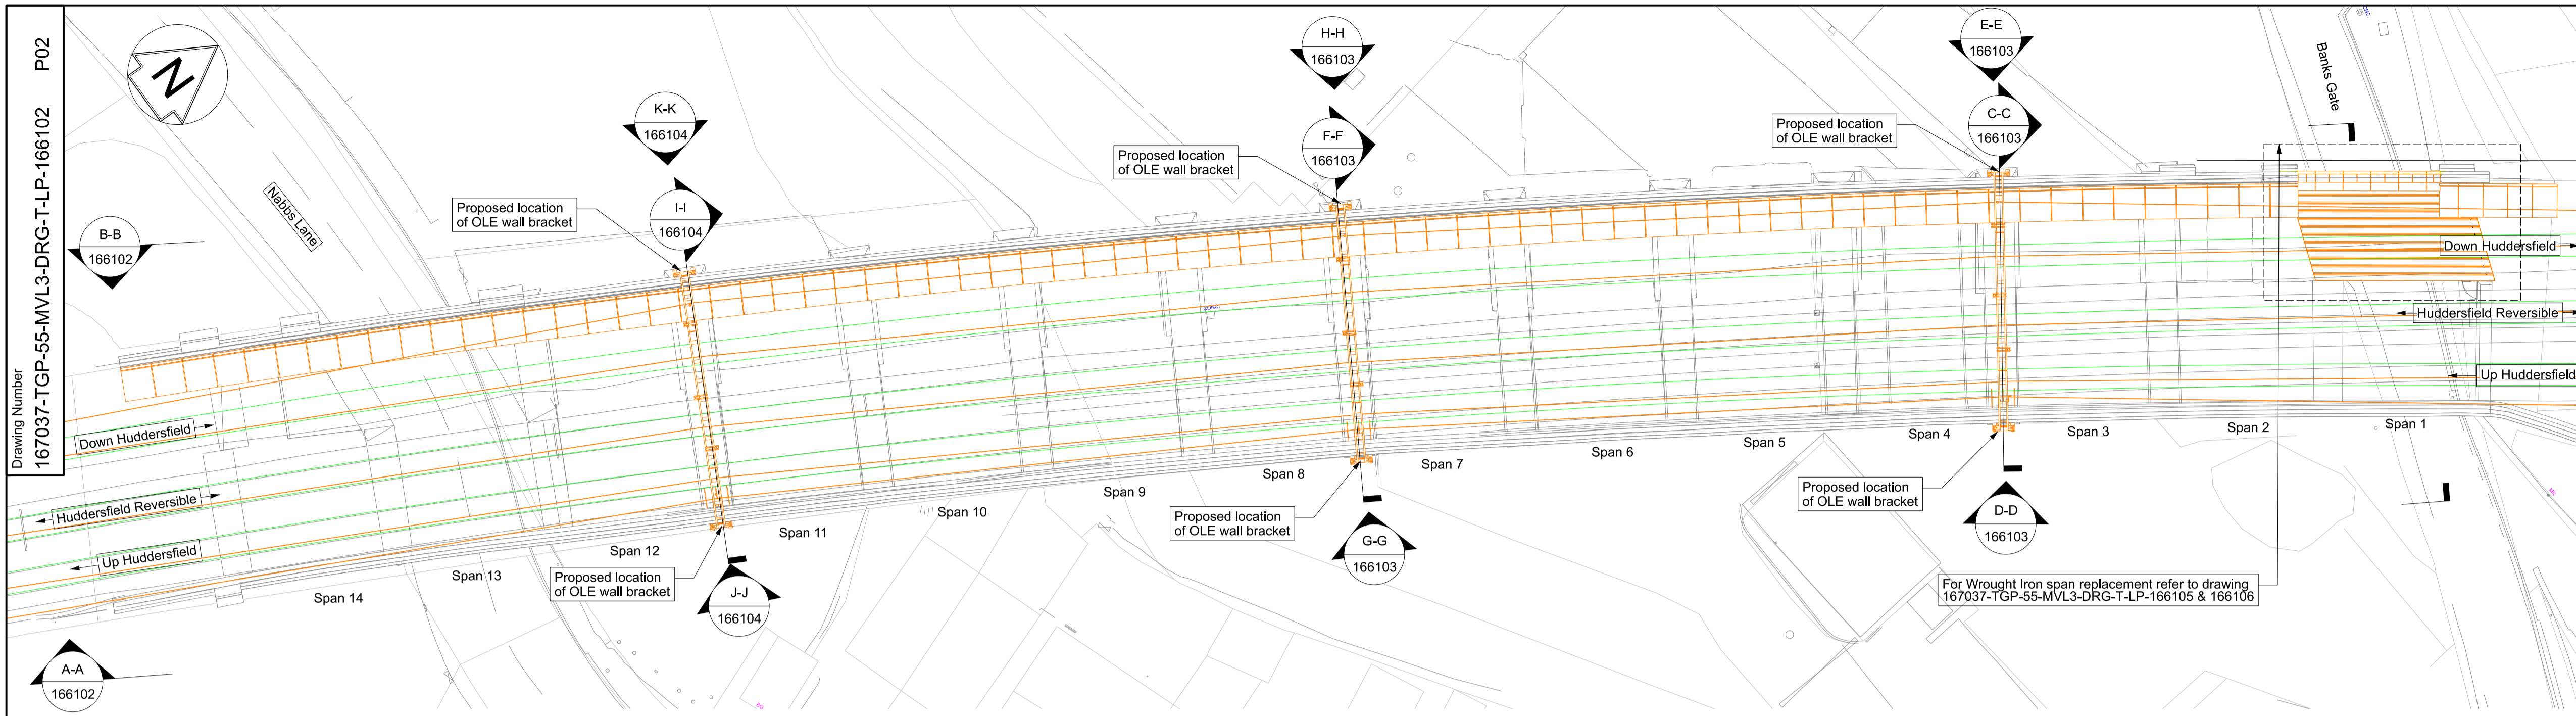 Drawing Number
167037-TGP-55-MVL3-DRG-T-LP-166102 P02
N
Nabbs Lane
B-B
166102
K-K
166104
I-I
166104
Proposed location
of OLE wall bracket
H-H
166103
F-F
166103
Proposed location
of OLE wall bracket
E-E
166103
C-C
166103
Proposed location
of OLE wall bracket
Banks Gate
Down Huddersfield
Huddersfield Reversible
Up Huddersfield
Down Huddersfield
Huddersfield Reversible
Up Huddersfield
Span 14
Span 13
Span 12
Span 11
Span 10
Span 9
Span 8
Span 7
Span 6
Span 5
Span 4
Span 3
Span 2
Span 1
Proposed location
of OLE wall bracket
J-J
166104
Proposed location
of OLE wall bracket
G-G
166103
Proposed location
of OLE wall bracket
D-D
166103
For Wrought Iron span replacement refer to drawing
167037-TGP-55-MVL3-DRG-T-LP-166105 & 166106
A-A
166102